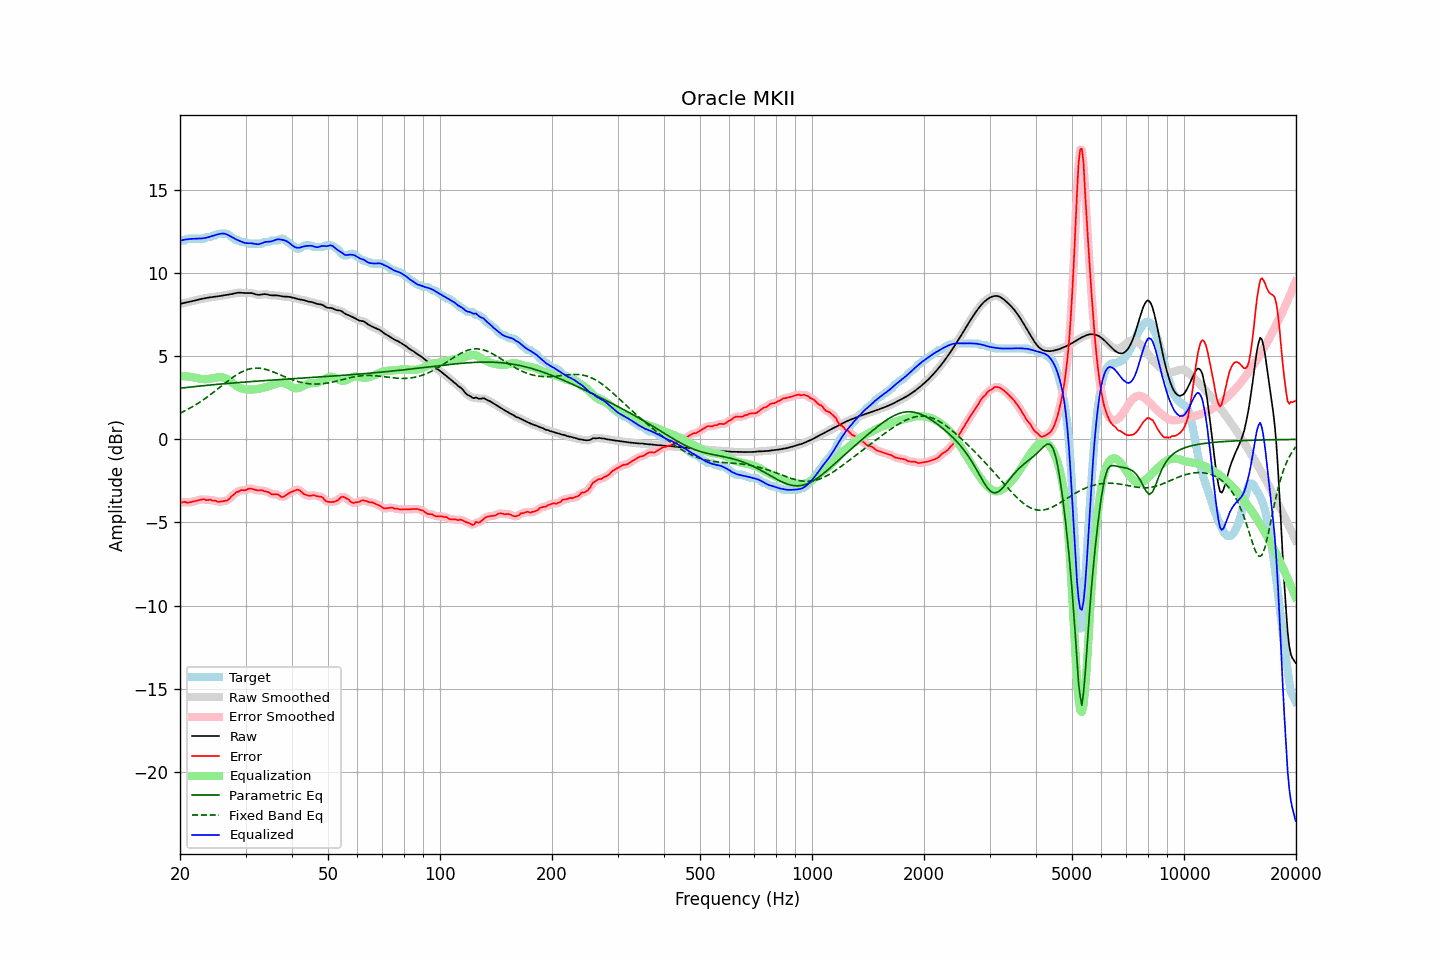 Oracle MKII
Amplitude (dBr)
15
10
5
0
−5
−10
−15
−20
Target
Raw Smoothed
Error Smoothed
Raw
Error
Equalization
Parametric Eq
Fixed Band Eq
Equalized
20 50 100 200 500 1000 2000 5000 10000 20000
Frequency (Hz)